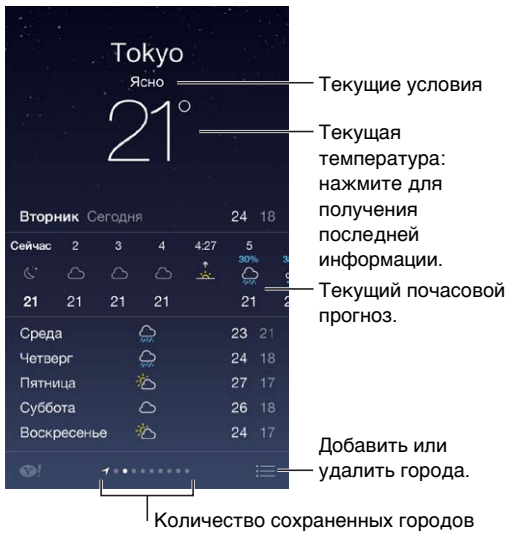 Tokyo
Ясно
21°
Текущие условия
Текущая
температура:
нажмите для
получения
последней
информации.
Вторник Сегодня 24 18
Сейчас 2 3 4 4:27 5
30%
21 21 21 21 21
Текущий почасовой
прогноз.
Среда 23 21
Четверг 24 18
Пятница 27 17
Суббота 26 18
Воскресенье 24 17
Y!
Добавить или
удалить города.
Количество сохраненных городов